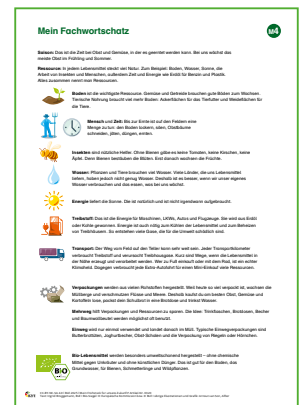 Mein Fachwortschatz
M4
Saison: Das ist die Zeit bei Obst und Gemüse, in der es geerntet werden kann. Bei uns wächst das
meiste Obst im Frühling und Sommer.
Ressource: In jedem Lebensmittel steckt viel Natur. Zum Beispiel: Boden, Wasser, Sonne, die
Arbeit von Insekten und Menschen, außerdem Zeit und Energie wie Erdöl für Benzin und Plastik.
Alles zusammen nennt man Ressourcen.
Boden ist die wichtigste Ressource. Gemüse und Getreide brauchen gute Böden zum Wachsen.
Tierische Nahrung braucht viel mehr Boden: Ackerflächen für das Tierfutter und Weideflächen für
die Tiere.
Mensch und Zeit: Bis zur Ernte ist auf den Feldern eine
Menge zu tun: den Boden lockern, säen, Obstbäume
schneiden, jäten, düngen, ernten.
Insekten sind nützliche Helfer. Ohne Bienen gäbe es keine Tomaten, keine Kirschen, keine
Äpfel. Denn Bienen bestäuben die Blüten. Erst danach wachsen die Früchte.
Wasser: Pflanzen und Tiere brauchen viel Wasser. Viele Länder, die uns Lebensmittel
liefern, haben jedoch nicht genug Wasser. Deshalb ist es besser, wenn wir unser eigenes
Wasser verbrauchen und das essen, was bei uns wächst.
Energie liefert die Sonne. Sie ist natürlich und ist nicht irgendwann aufgebraucht.
Treibstoff: Das ist die Energie für Maschinen, LKWs, Autos und Flugzeuge. Sie wird aus Erdöl
oder Kohle gewonnen. Energie ist auch nötig zum Kühlen der Lebensmittel und zum Beheizen
von Treibhäusern. So entstehen viele Gase, die für die Umwelt schädlich sind.
Transport: Der Weg vom Feld auf den Teller kann sehr weit sein. Jeder Transportkilometer
verbraucht Treibstoff und verursacht Treibhausgase. Kurz sind Wege, wenn die Lebensmittel in
der Nähe erzeugt und verarbeitet werden. Wer zu Fuß einkauft oder mit dem Rad, ist ein echter
Klimaheld. Dagegen verbraucht jede Extra-Autofahrt für einen Mini-Einkauf viele Ressourcen.
Verpackungen werden aus vielen Rohstoffen hergestellt. Weil heute so viel verpackt ist, wachsen die
Müllberge und verschmutzen Flüsse und Meere. Deshalb kaufst du am besten Obst, Gemüse und
Kartoffeln lose, packst dein Schulbrot in eine Brotdose und trinkst Wasser.
Mehrweg hilft Verpackungen und Ressourcen zu sparen. Die Idee: Trinkflaschen, Brotdosen, Becher
und Baumwollbeutel werden möglichst oft benutzt.
Einweg wird nur einmal verwendet und landet danach im Müll. Typische Einwegverpackungen sind
Butterbrottüten, Joghurtbecher, Obst-Schalen und die Verpackung von Riegeln oder Hörnchen.
Bio-Lebensmittel werden besonders umweltschonend hergestellt – ohne chemische
Mittel gegen Unkräuter und ohne künstlichen Dünger. Das ist gut für den Boden, das
Grundwasser, für Bienen, Schmetterlinge und Wildpflanzen.
BIO